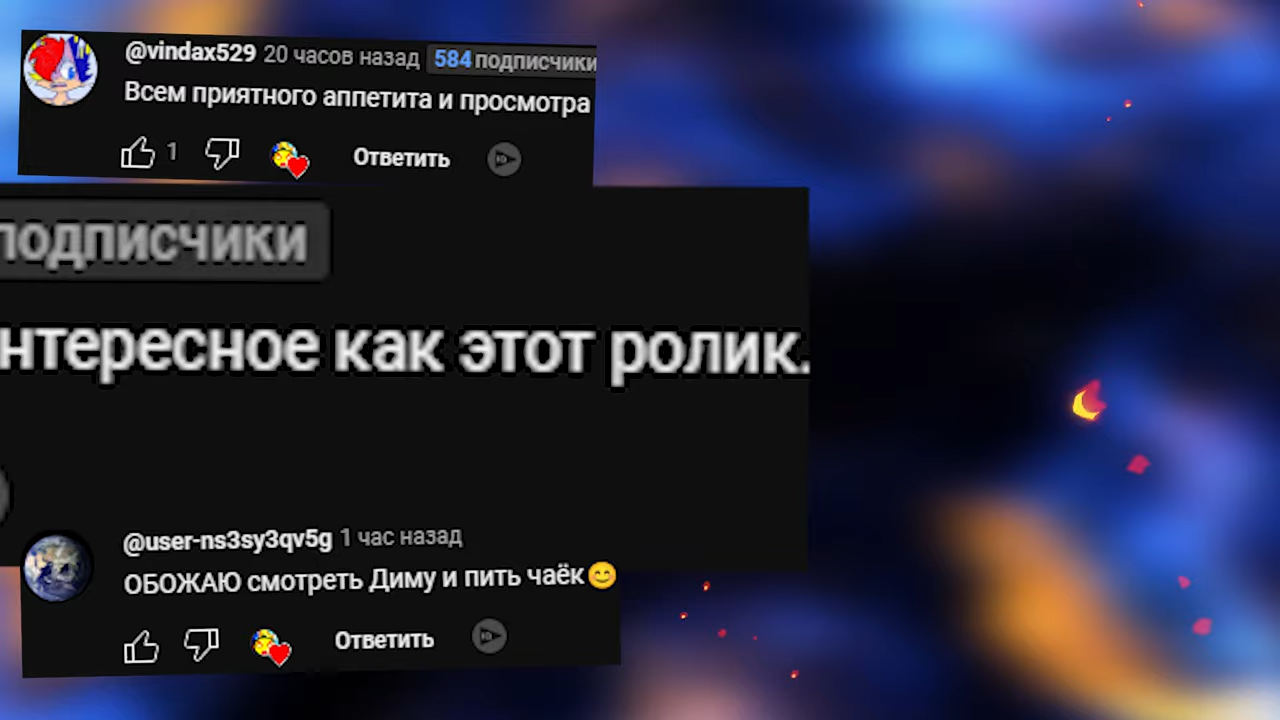 @vindax529 20 часов назад 584 подписчики
Всем приятного аппетита и просмотра
1 Ответить
подписчики
нтересное как этот ролик.
@user-ns3sy3qv5g 1 час назад
ОБОЖАЮ смотреть Диму и пить чаёк😊
Ответить